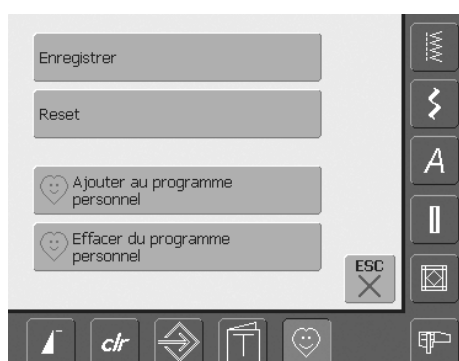 Enregistrer
Reset
Ajouter au programme
personnel
Effacer du programme
personnel
ESC
A
clr